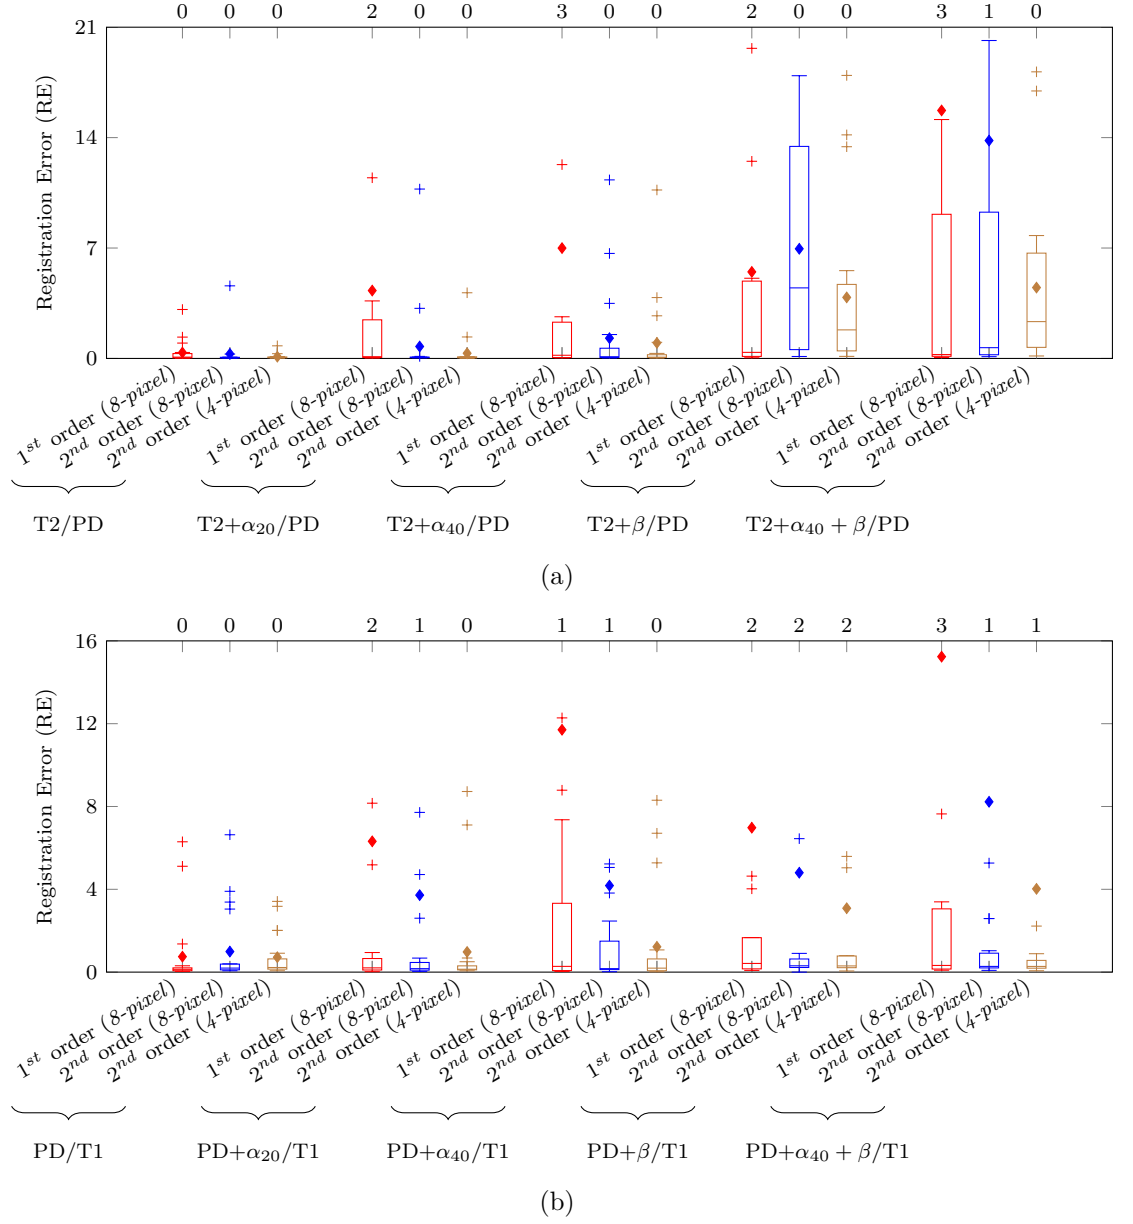 0 0 0 2 0 0 3 0 0 2 0 0 3 1 0
21
14
7
0
Registration Error (RE)
1st order (8-pixel)
2nd order (8-pixel)
2nd order (4-pixel)
1st order (8-pixel)
2nd order (8-pixel)
2nd order (4-pixel)
1st order (8-pixel)
2nd order (8-pixel)
2nd order (4-pixel)
1st order (8-pixel)
2nd order (8-pixel)
2nd order (4-pixel)
1st order (8-pixel)
2nd order (8-pixel)
2nd order (4-pixel)
T2/PD T2+α20/PD T2+α40/PD T2+β/PD T2+α40 + β/PD
(a)
0 0 0 2 1 0 1 1 0 2 2 2 3 1 1
16
12
8
4
0
Registration Error (RE)
1st order (8-pixel)
2nd order (8-pixel)
2nd order (4-pixel)
1st order (8-pixel)
2nd order (8-pixel)
2nd order (4-pixel)
1st order (8-pixel)
2nd order (8-pixel)
2nd order (4-pixel)
1st order (8-pixel)
2nd order (8-pixel)
2nd order (4-pixel)
1st order (8-pixel)
2nd order (8-pixel)
2nd order (4-pixel)
PD/T1 PD+α20/T1 PD+α40/T1 PD+β/T1 PD+α40 + β/T1
(b)